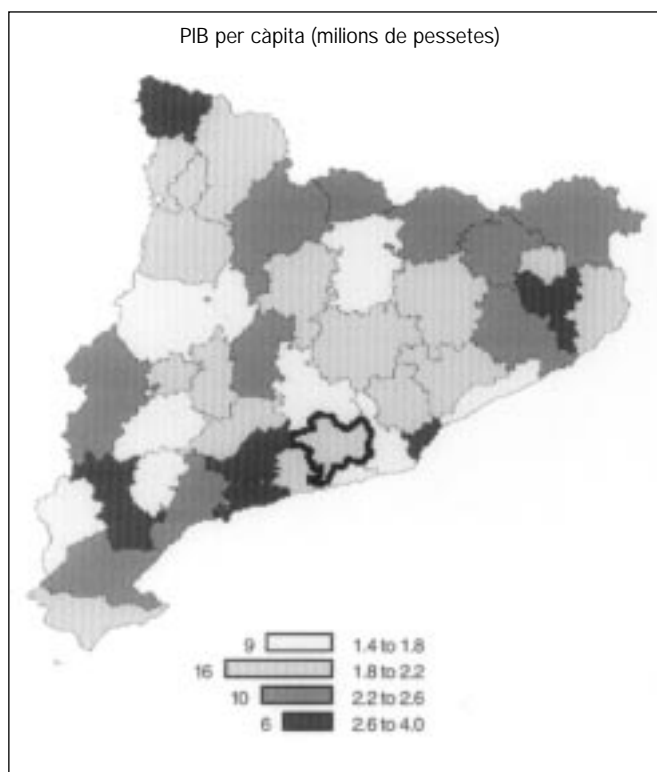 PIB per càpita (milions de pessetes)
9 1.4 to 1.8
16 1.8 to 2.2
10 2.2 to 2.6
6 2.6 to 4.0